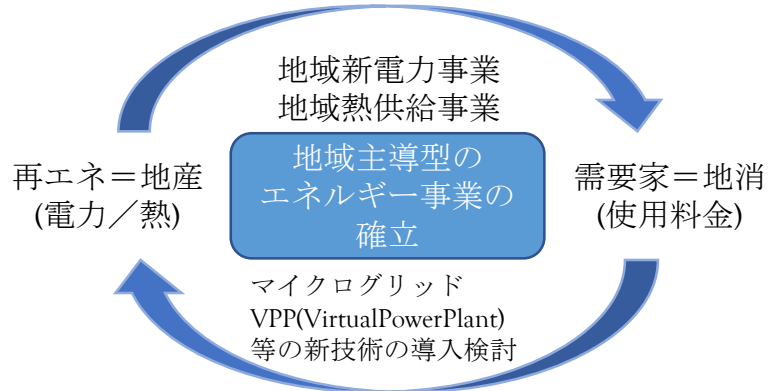 地域新電力事業
地域熱供給事業
再エネ＝地産
(電力／熱)
地域主導型の
エネルギー事業の
確立
需要家＝地消
(使用料金)
マイクログリッド
VPP(VirtualPowerPlant)
等の新技術の導入検討